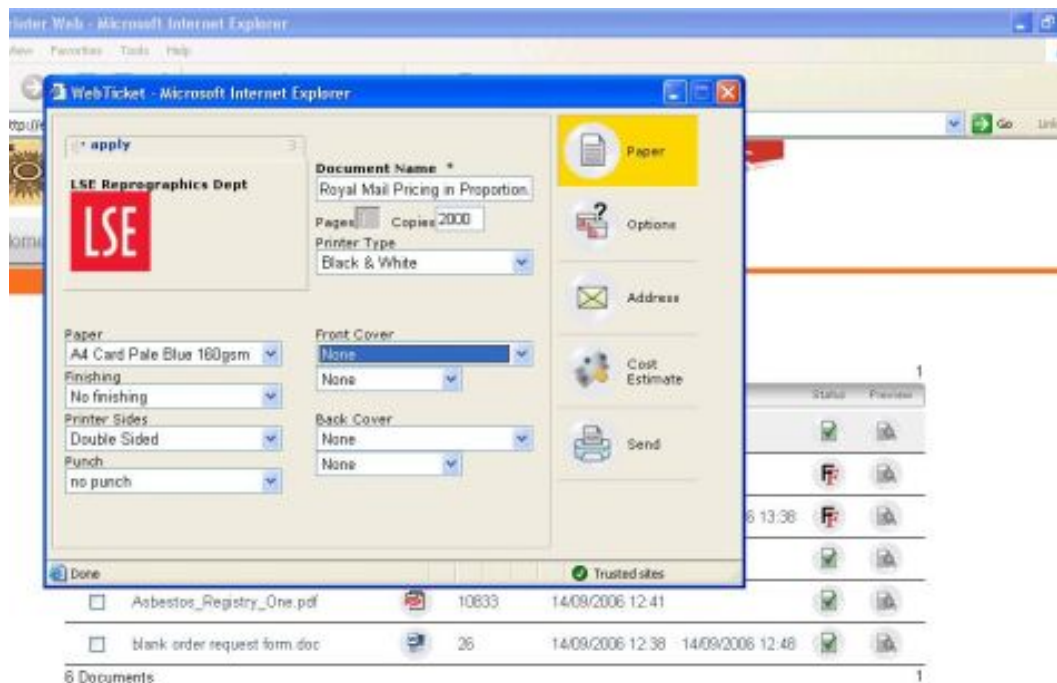 Web - Microsoft Internet Explorer
Favorites Tools Help
WebTicket - Microsoft Internet Explorer
Go
apply
LSE Reprographics Dept
LSE
Document Name *
Royal Mail Pricing in Proportion.
Pages Copies 2000
Printer Type
Black & White
Paper
A4 Card Pale Blue 160gsm
Finishing
No finishing
Printer Sides
Double Sided
Punch
no punch
Front Cover
None
None
Back Cover
None
None
Paper
Options
Address
Cost
Estimate
Send
1
Status Preview
13:38
Done
Trusted sites
Asbestos_Registry_One.pdf 10833 14/09/2006 12:41
blank order request form.doc 26 14/09/2006 12:38 14/09/2006 12:48
6 Documents 1